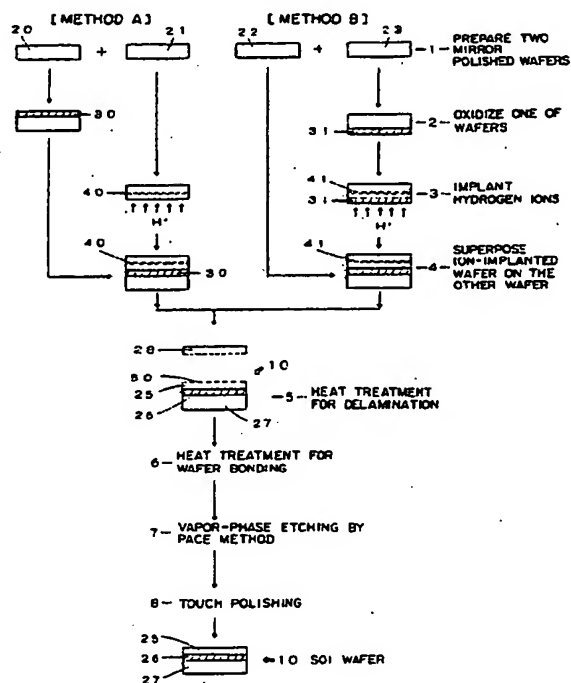 [METHOD A] [METHOD B]
20 + 21 22 + 23
1 — PREPARE TWO MIRROR POLISHED WAFERS
30
31
2 — OXIDIZE ONE OF WAFERS
40
H+
41
31
H+
3 — IMPLANT HYDROGEN IONS
40
30
41
4 — SUPERPOSE ION-IMPLANTED WAFER ON THE OTHER WAFER
28
10
50
25
26
27
5 — HEAT TREATMENT FOR DELAMINATION
6 — HEAT TREATMENT FOR WAFER BONDING
7 — VAPOR-PHASE ETCHING BY PACE METHOD
8 — TOUCH POLISHING
25
26
27
10 SOI WAFER